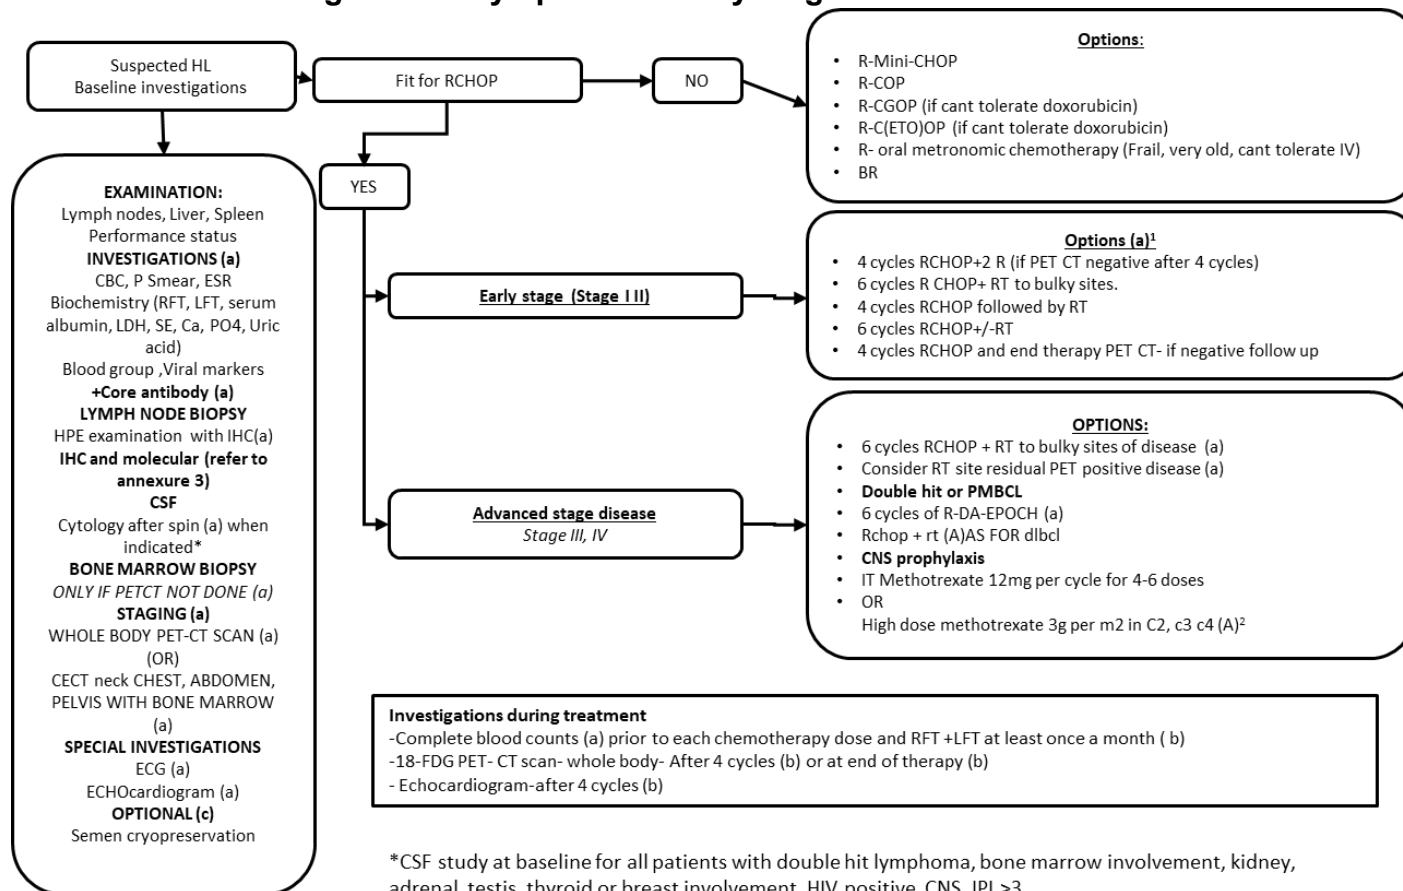 Suspected HL
Baseline investigations
Fit for RCHOP
NO
YES
Options:
• R-Mini-CHOP
• R-COP
• R-CGOP (if cant tolerate doxorubicin)
• R-C(ETO)OP (if cant tolerate doxorubicin)
• R- oral metronomic chemotherapy (Frail, very old, cant tolerate IV)
• BR
EXAMINATION:
Lymph nodes, Liver, Spleen
Performance status
INVESTIGATIONS (a)
CBC, P Smear, ESR
Biochemistry (RFT, LFT, serum
albumin, LDH, SE, Ca, PO4, Uric
acid)
Blood group ,Viral markers
+Core antibody (a)
LYMPH NODE BIOPSY
HPE examination with IHC(a)
IHC and molecular (refer to
annexure 3)
CSF
Cytology after spin (a) when
indicated*
BONE MARROW BIOPSY
ONLY IF PETCT NOT DONE (a)
STAGING (a)
WHOLE BODY PET-CT SCAN (a)
(OR)
CECT neck CHEST, ABDOMEN,
PELVIS WITH BONE MARROW
(a)
SPECIAL INVESTIGATIONS
ECG (a)
ECHOcardiogram (a)
OPTIONAL (c)
Semen cryopreservation
Early stage (Stage I II)
Options (a)¹
• 4 cycles RCHOP+2 R (if PET CT negative after 4 cycles)
• 6 cycles R CHOP+ RT to bulky sites.
• 4 cycles RCHOP followed by RT
• 6 cycles RCHOP+/-RT
• 4 cycles RCHOP and end therapy PET CT- if negative follow up
Advanced stage disease
Stage III, IV
OPTIONS:
• 6 cycles RCHOP + RT to bulky sites of disease (a)
• Consider RT site residual PET positive disease (a)
• Double hit or PMBCL
• 6 cycles of R-DA-EPOCH (a)
• Rchop + rt (A)AS FOR dlbcl
• CNS prophylaxis
• IT Methotrexate 12mg per cycle for 4-6 doses
• OR
High dose methotrexate 3g per m2 in C2, c3 c4 (A)²
Investigations during treatment
-Complete blood counts (a) prior to each chemotherapy dose and RFT +LFT at least once a month ( b)
-18-FDG PET- CT scan- whole body- After 4 cycles (b) or at end of therapy (b)
- Echocardiogram-after 4 cycles (b)
*CSF study at baseline for all patients with double hit lymphoma, bone marrow involvement, kidney,
adrenal, testis, thyroid or breast involvement, HIV positive, CNS, IPI >3